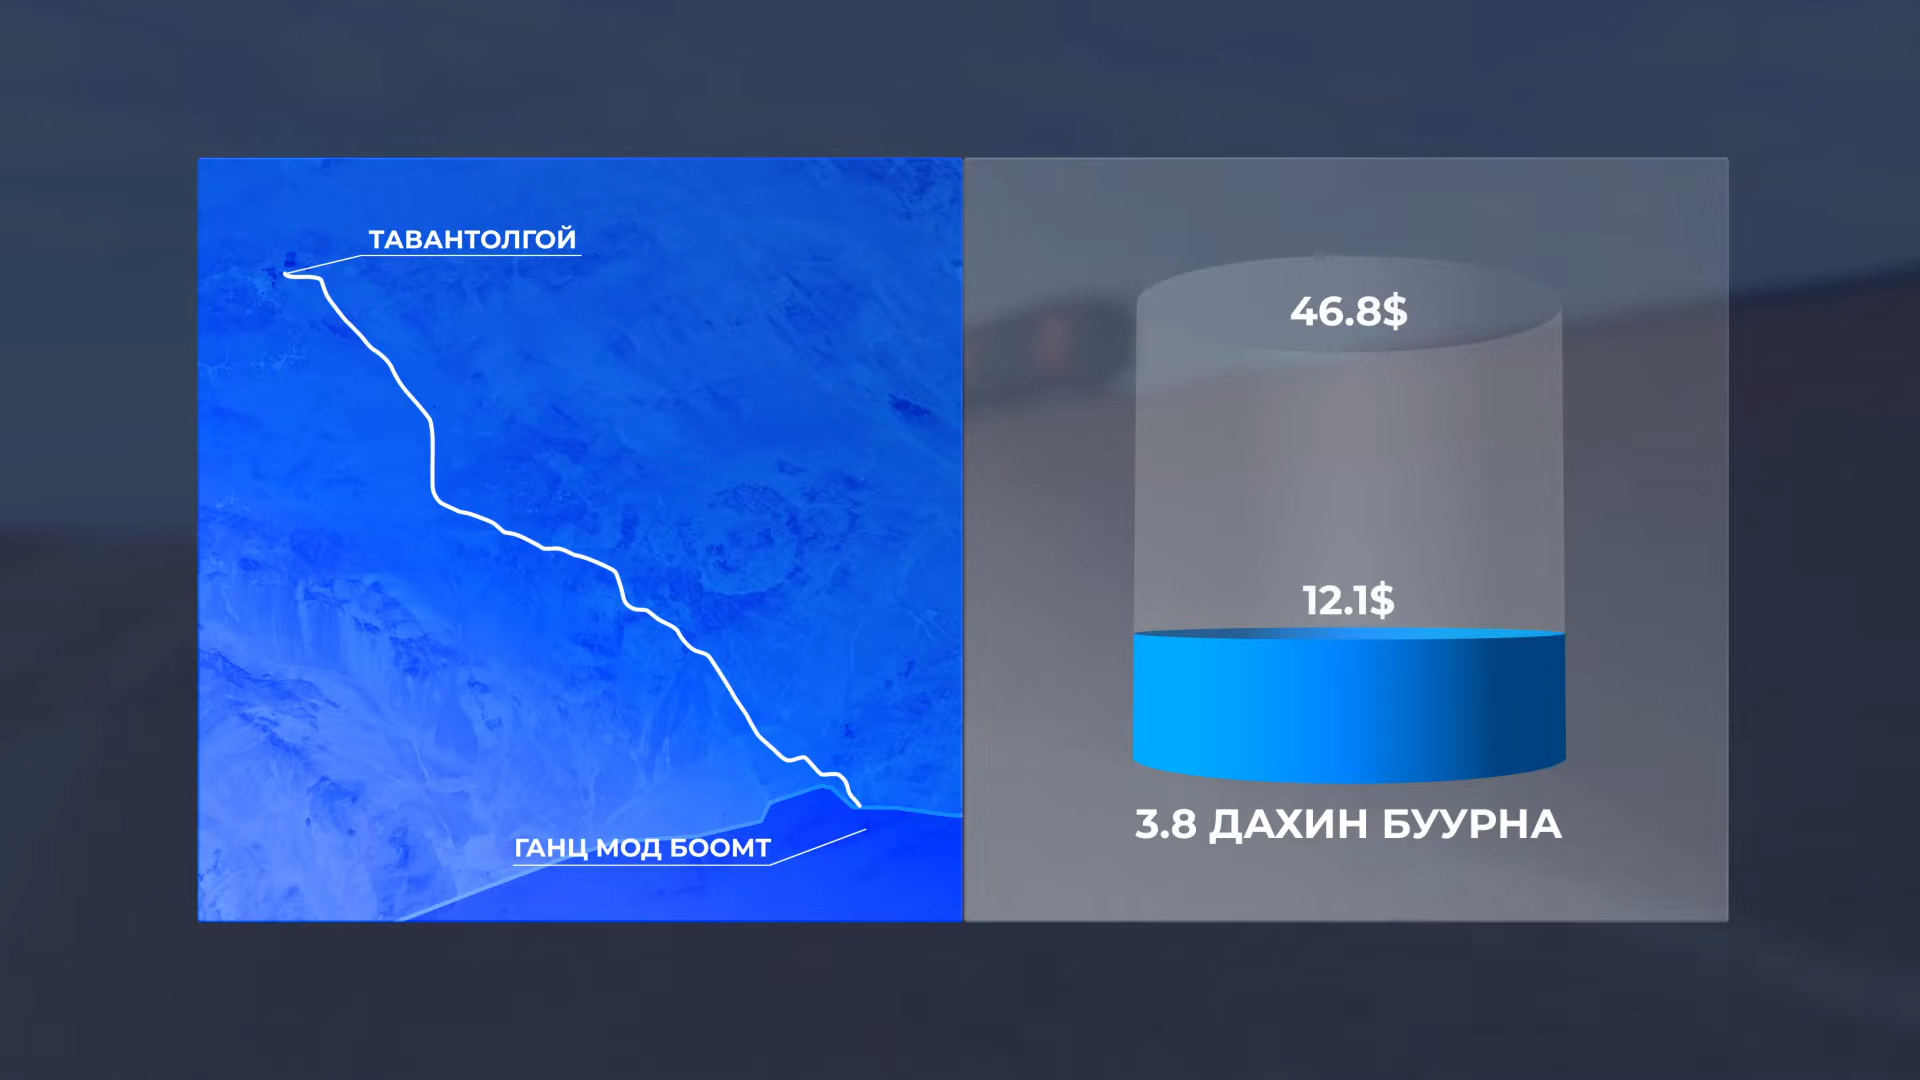 ТАВАНТОЛГОЙ
ГАНЦ МОД БООМТ
46.8$
12.1$
3.8 ДАХИН БУУРНА